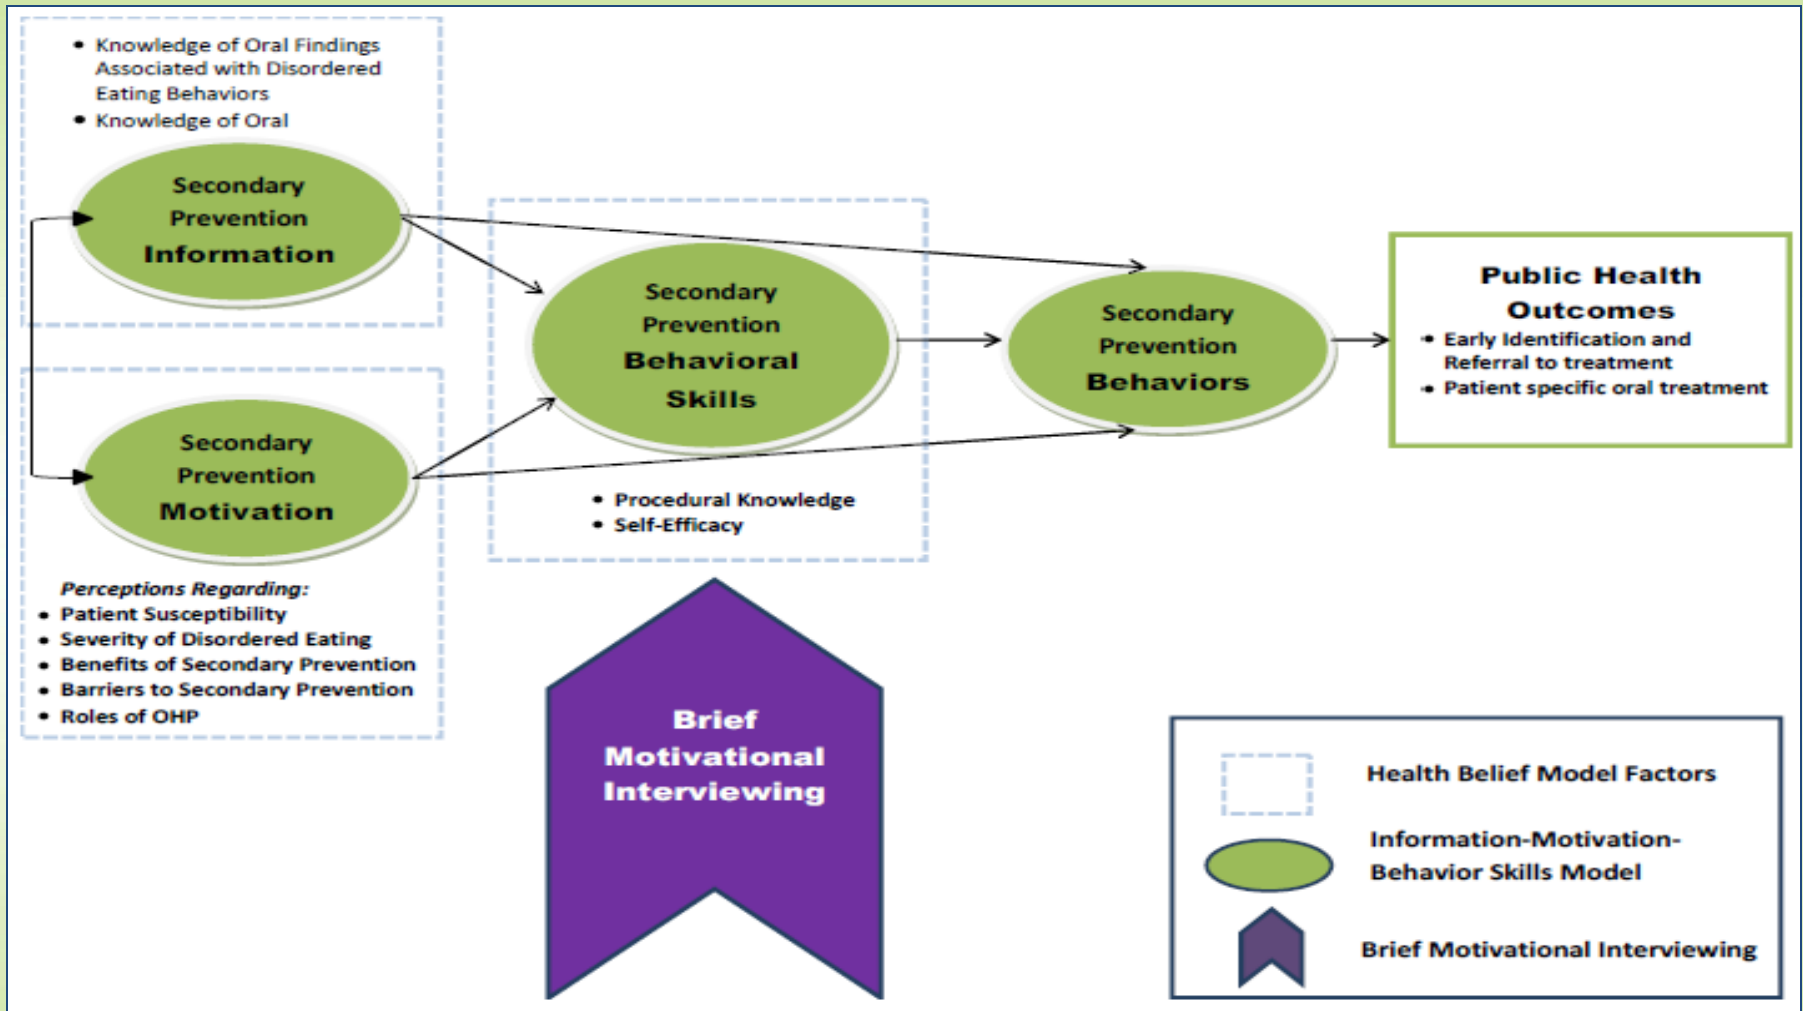 • Knowledge of Oral Findings
Associated with Disordered
Eating Behaviors
• Knowledge of Oral
Secondary
Prevention
Information
Secondary
Prevention
Motivation
Perceptions Regarding:
• Patient Susceptibility
• Severity of Disordered Eating
• Benefits of Secondary Prevention
• Barriers to Secondary Prevention
• Roles of OHP
Secondary
Prevention
Behavioral
Skills
• Procedural Knowledge
• Self-Efficacy
Brief
Motivational
Interviewing
Secondary
Prevention
Behaviors
Public Health
Outcomes
• Early Identification and
Referral to treatment
• Patient specific oral treatment
Health Belief Model Factors
Information-Motivation-
Behavior Skills Model
Brief Motivational Interviewing